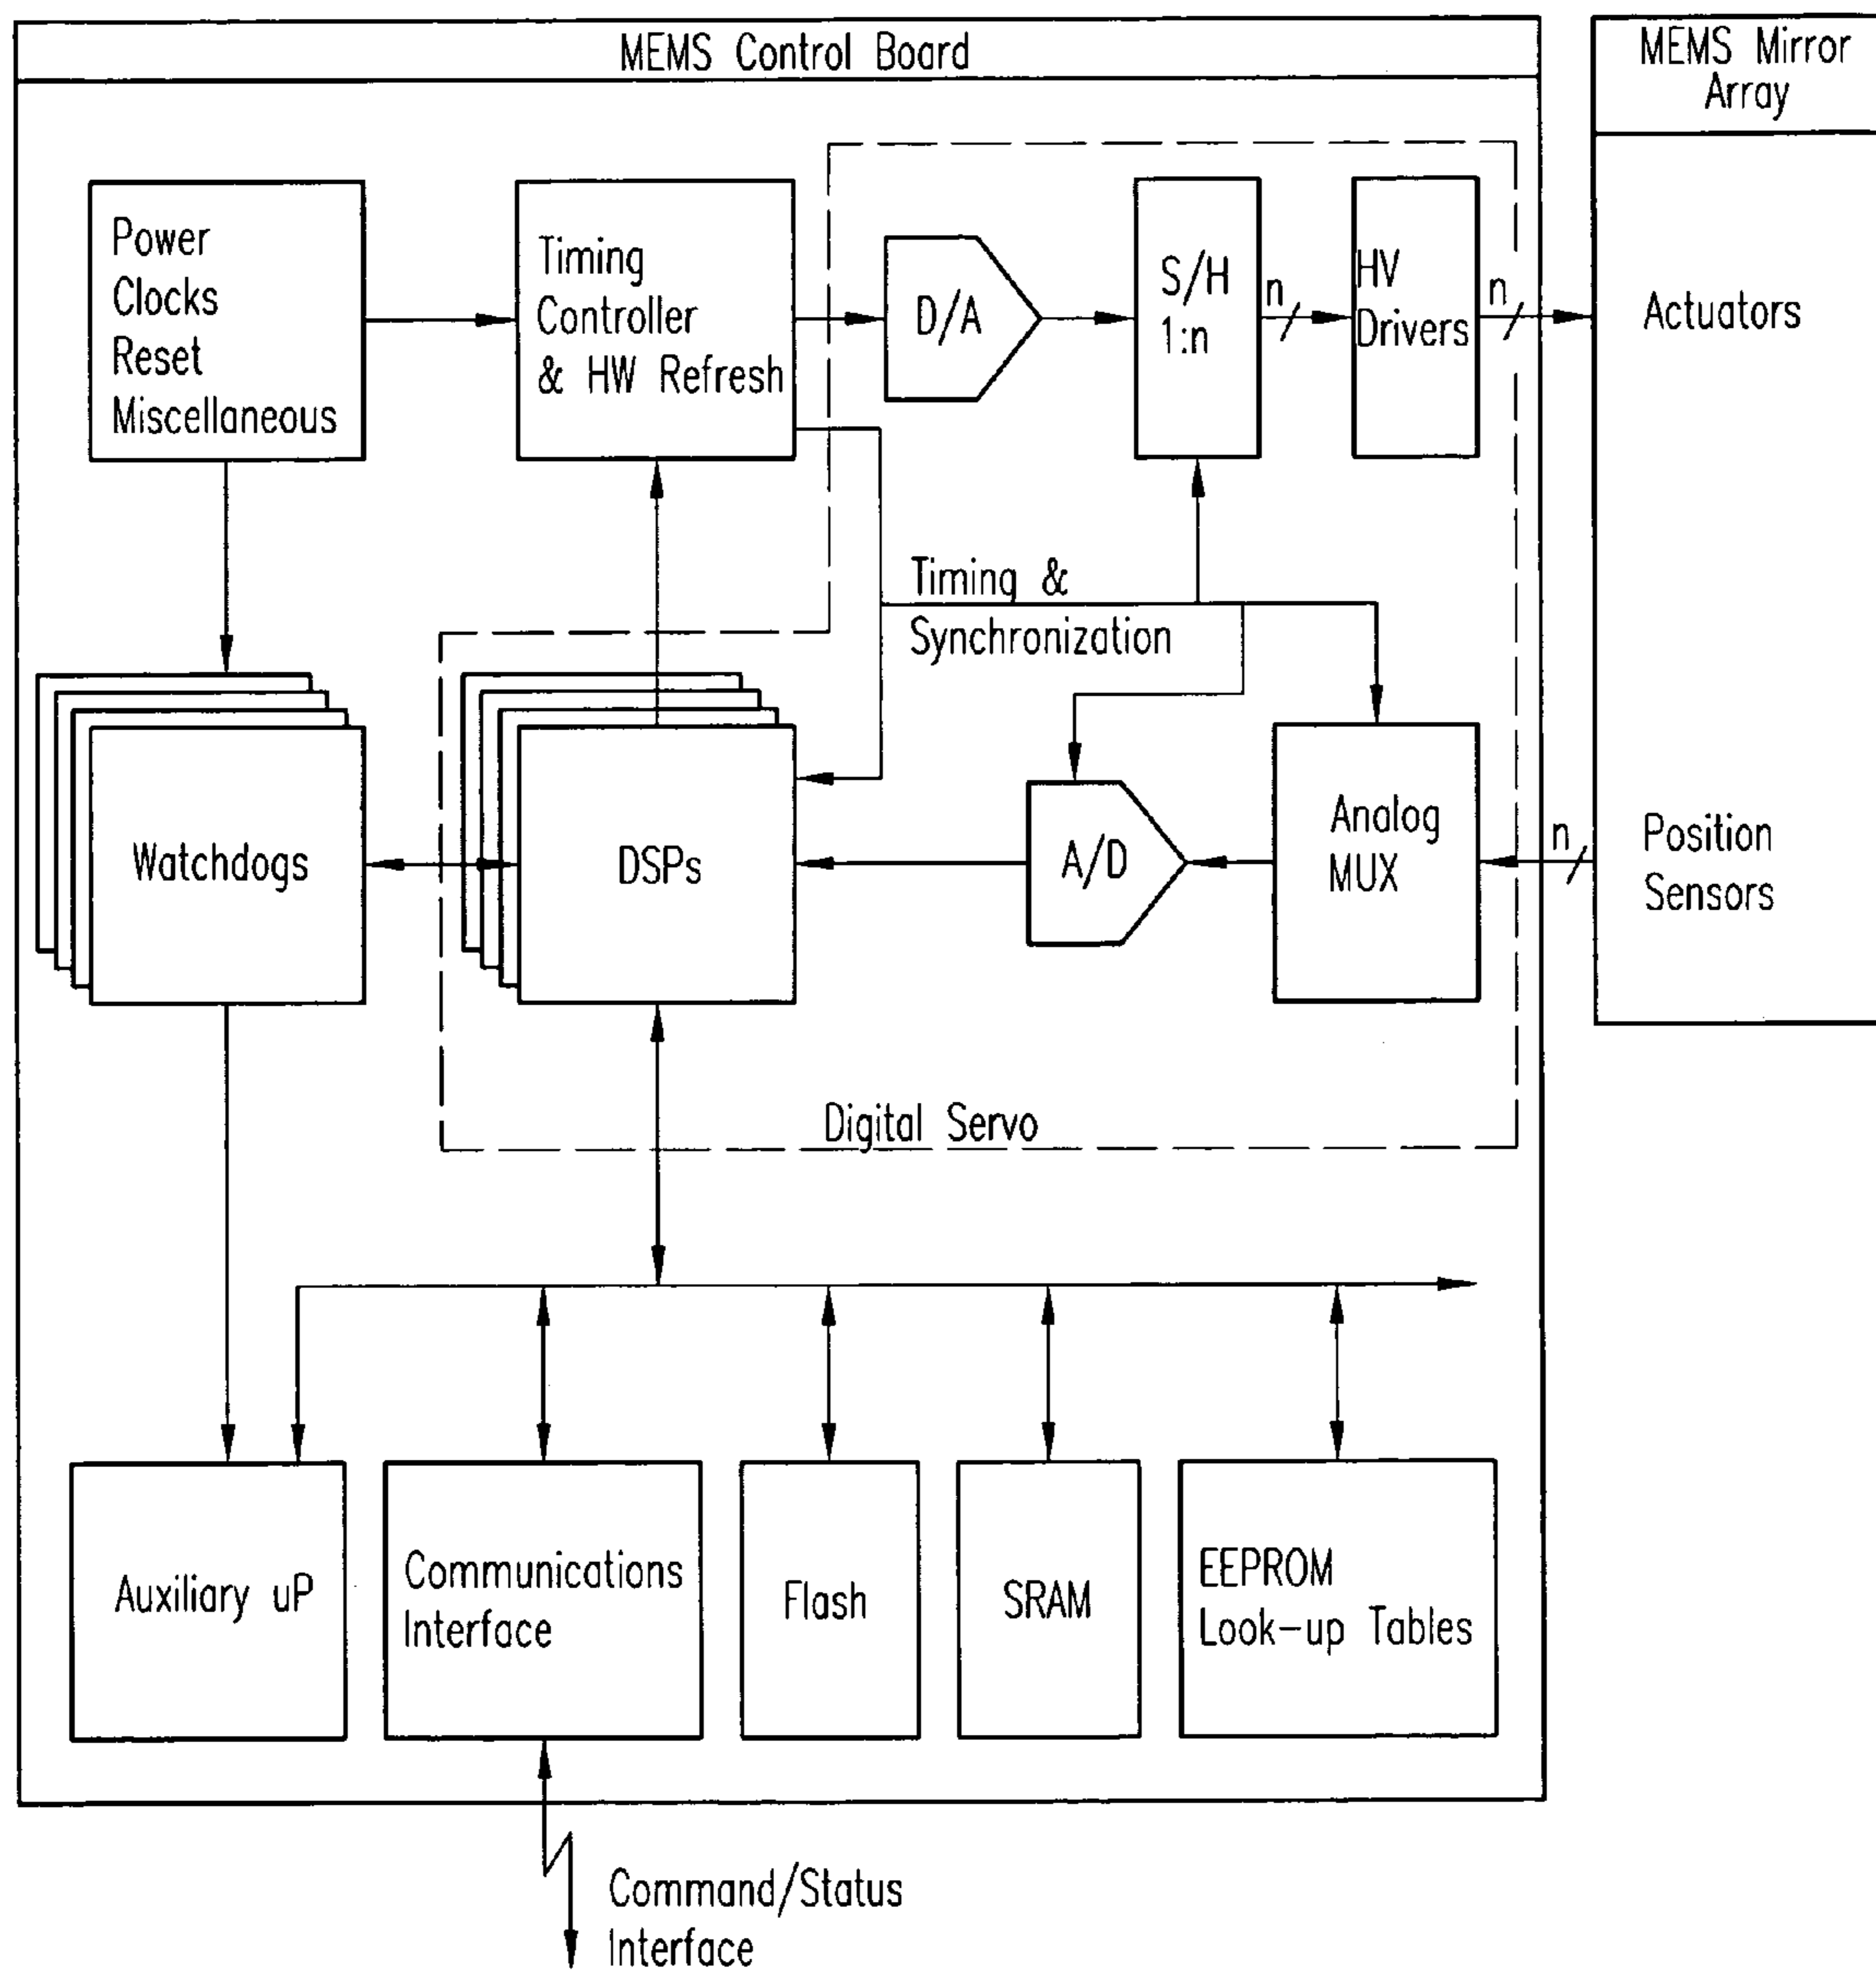 MEMS Control Board
MEMS Mirror
Array
Power
Clocks
Reset
Miscellaneous
Timing
Controller
& HW Refresh
D/A
S/H
1:n
n
HV
Drivers
n
Actuators
Timing &
Synchronization
Watchdogs
DSPs
A/D
Analog
MUX
n
Position
Sensors
Digital Servo
Auxiliary uP
Communications
Interface
Flash
SRAM
EEPROM
Look-up Tables
Command/Status
Interface